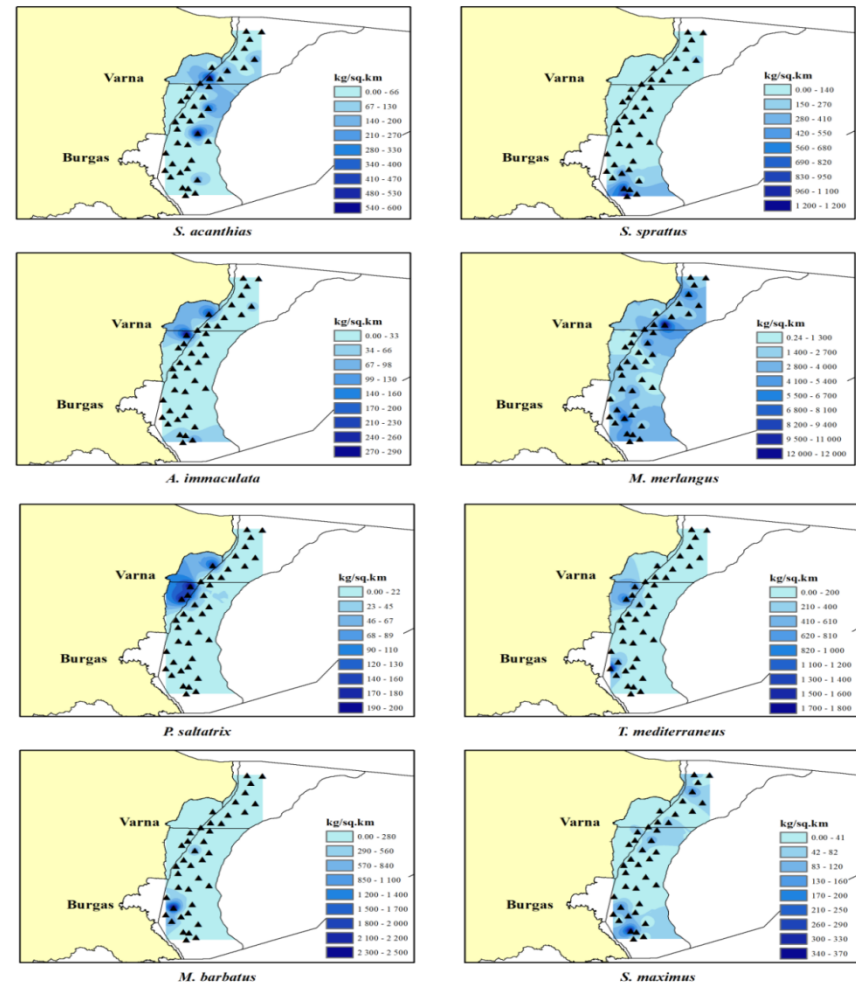 Varna
Burgas
kg/sq.km
0.00 - 66
67 - 130
140 - 200
210 - 270
280 - 330
340 - 400
410 - 470
480 - 530
540 - 600
S. acanthias
Varna
Burgas
kg/sq.km
0.00 - 140
150 - 270
280 - 410
420 - 550
560 - 680
690 - 820
830 - 950
960 - 1 100
1 200 - 1 200
S. sprattus
Varna
Burgas
kg/sq.km
0.00 - 33
34 - 66
67 - 98
99 - 130
140 - 160
170 - 200
210 - 230
240 - 260
270 - 290
A. immaculata
Varna
Burgas
kg/sq.km
0.24 - 1 300
1 400 - 2 700
2 800 - 4 000
4 100 - 5 400
5 500 - 6 700
6 800 - 8 100
8 200 - 9 400
9 500 - 11 000
12 000 - 12 000
M. merlangus
Varna
Burgas
kg/sq.km
0.00 - 22
23 - 45
46 - 67
68 - 89
90 - 110
120 - 130
140 - 160
170 - 180
190 - 200
P. saltatrix
Varna
Burgas
kg/sq.km
0.00 - 200
210 - 400
410 - 610
620 - 810
820 - 1 000
1 100 - 1 200
1 300 - 1 400
1 500 - 1 600
1 700 - 1 800
T. mediterraneus
Varna
Burgas
kg/sq.km
0.00 - 280
290 - 560
570 - 840
850 - 1 100
1 200 - 1 400
1 500 - 1 700
1 800 - 2 000
2 100 - 2 200
2 300 - 2 500
M. barbatus
Varna
Burgas
kg/sq.km
0.00 - 41
42 - 82
83 - 120
130 - 160
170 - 200
210 - 250
260 - 290
300 - 330
340 - 370
S. maximus